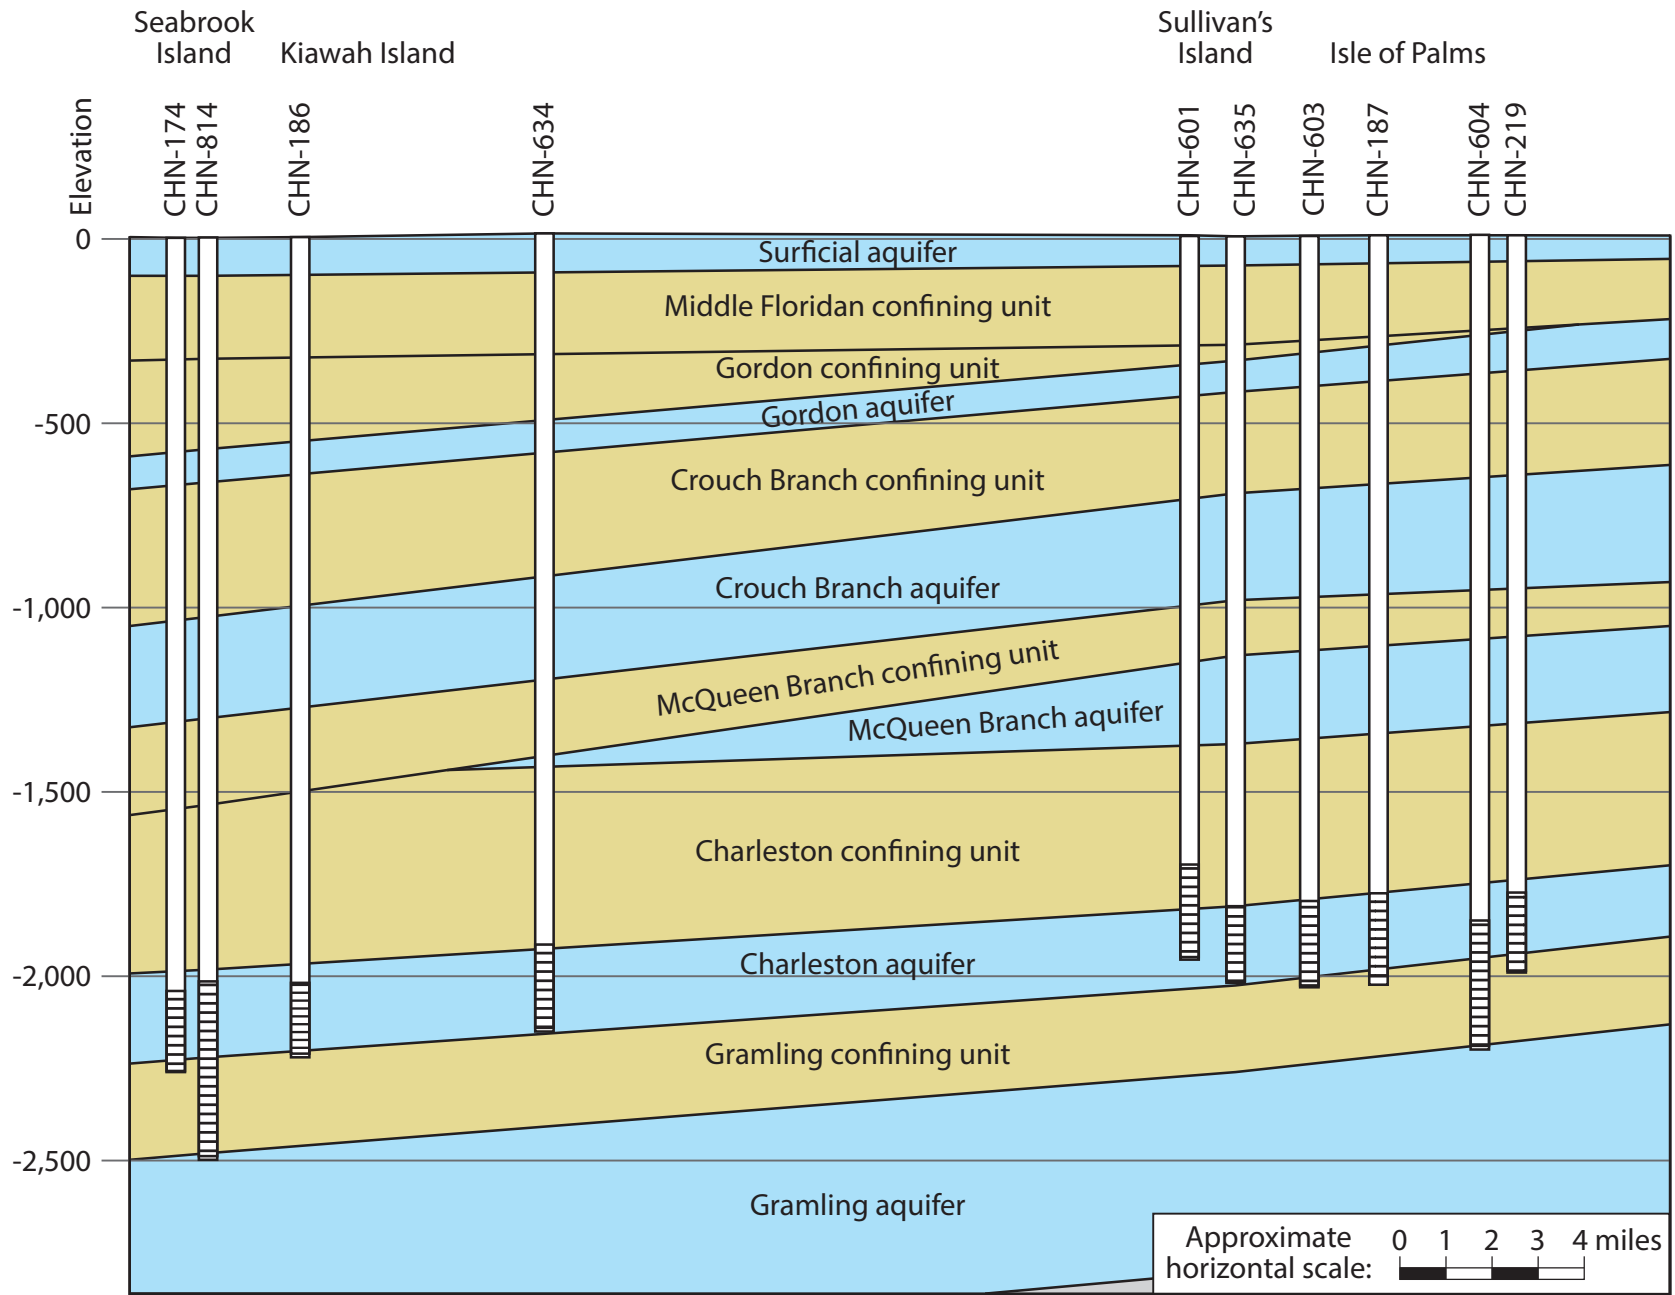 Seabrook
Island
Kiawah Island
Sullivan's
Island
Isle of Palms
Elevation
CHN-174
CHN-814
CHN-186
CHN-634
CHN-601
CHN-635
CHN-603
CHN-187
CHN-604
CHN-219
0
-500
-1,000
-1,500
-2,000
-2,500
Surficial aquifer
Middle Floridan confining unit
Gordon confining unit
Gordon aquifer
Crouch Branch confining unit
Crouch Branch aquifer
McQueen Branch confining unit
McQueen Branch aquifer
Charleston confining unit
Charleston aquifer
Gramling confining unit
Gramling aquifer
Approximate
horizontal scale:
0 1 2 3 4 miles